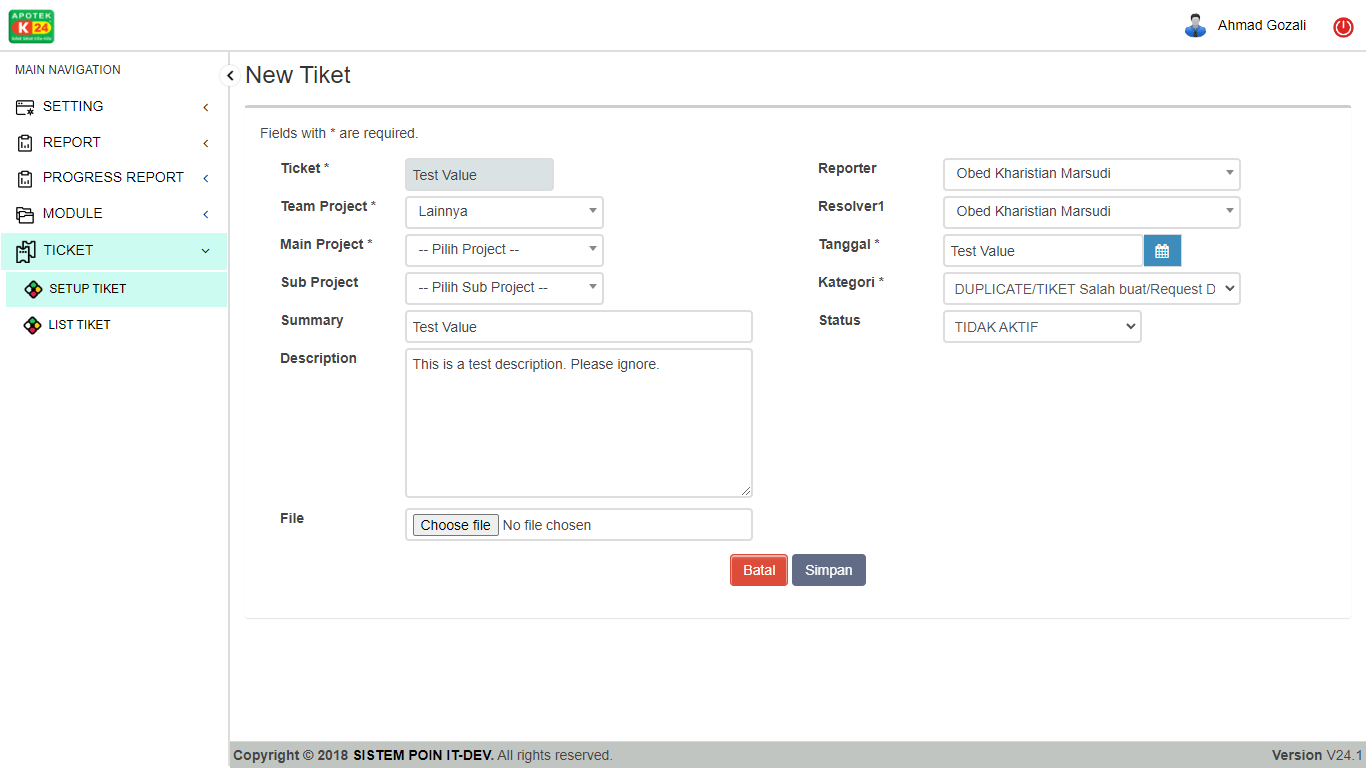 APOTEK
K 24
Ahmad Gozali
MAIN NAVIGATION
SETTING
REPORT
PROGRESS REPORT
MODULE
TICKET
SETUP TIKET
LIST TIKET
New Tiket
Fields with * are required.
Ticket * Test Value
Team Project * Lainnya
Main Project * -- Pilih Project --
Sub Project -- Pilih Sub Project --
Summary Test Value
Description This is a test description. Please ignore.
File Choose file No file chosen
Reporter Obed Kharistian Marsudi
Resolver1 Obed Kharistian Marsudi
Tanggal * Test Value
Kategori * DUPLICATE/TIKET Salah buat/Request D
Status TIDAK AKTIF
Batal Simpan
Copyright © 2018 SISTEM POIN IT-DEV. All rights reserved. Version V24.1